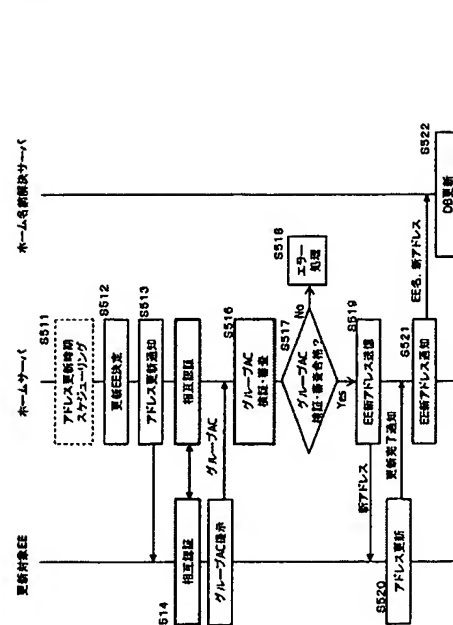 更新対象EE
ホームサーバ
ホーム名前解決サーバ
S511
アドレス更新時期
スケジューリング
S512
更新EE決定
S513
アドレス更新通知
514
相互認証
相互認証
グループAC提示
グループAC
S516
グループAC
検証・審査
S517
グループAC
検証・審査合格?
No
S518
エラー
処理
Yes
S519
EE新アドレス送信
新アドレス
S520
アドレス更新
更新完了通知
S521
EE新アドレス通知
EE名、新アドレス
S522
DB更新